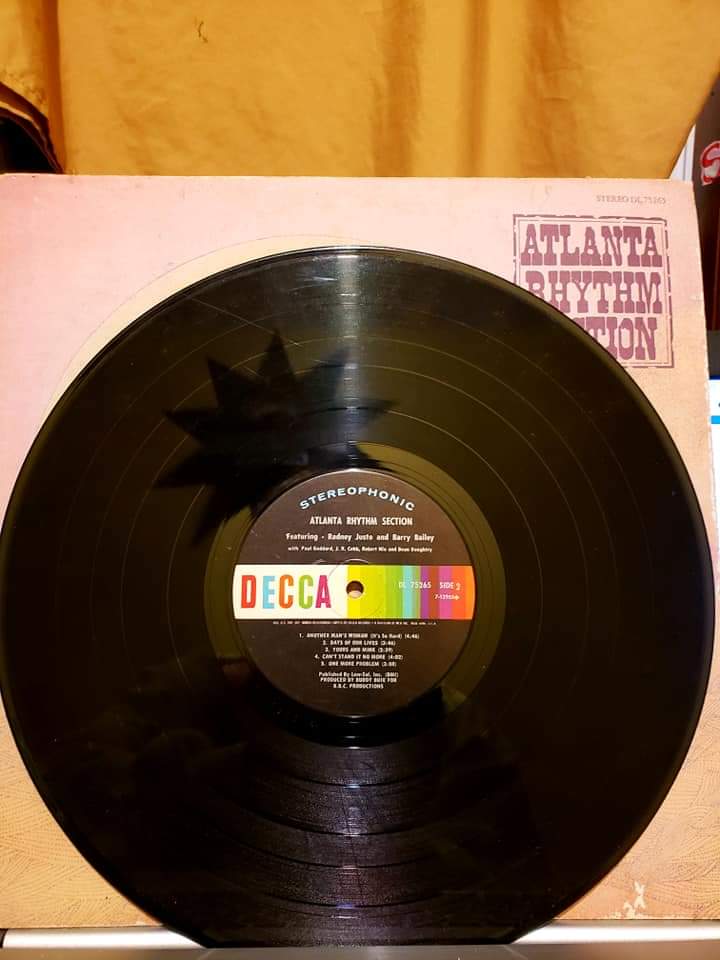 STEREO DL 75265
ATLANTA
RHYTHM
TION
STEREOPHONIC
ATLANTA RHYTHM SECTION
Featuring - Rodney Justo and Barry Bailey
with Paul Goddard, J. R. Cobb, Robert Nix and Dean Daughtry
DECCA
DL 75265 SIDE 2
1. ANOTHER MAN'S WOMAN (It's So Hard) (4:46)
2. DAYS OF OUR LIVES (3:46)
3. YOURS AND MINE (3:39)
4. CAN'T STAND IT NO MORE (4:02)
5. ONE MORE PROBLEM (3:50)
Published By Low-Sal, Inc. (BMI)
PRODUCED BY BUDDY BUIE FOR
B.B.C. PRODUCTIONS